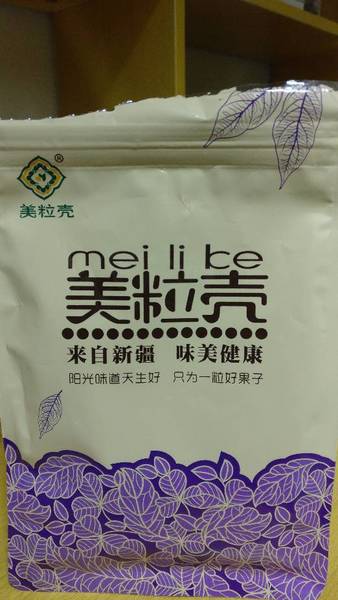 ®
美粒壳
mei li ke
美粒壳
来自新疆 味美健康
阳光味道天生好 只为一粒好果子